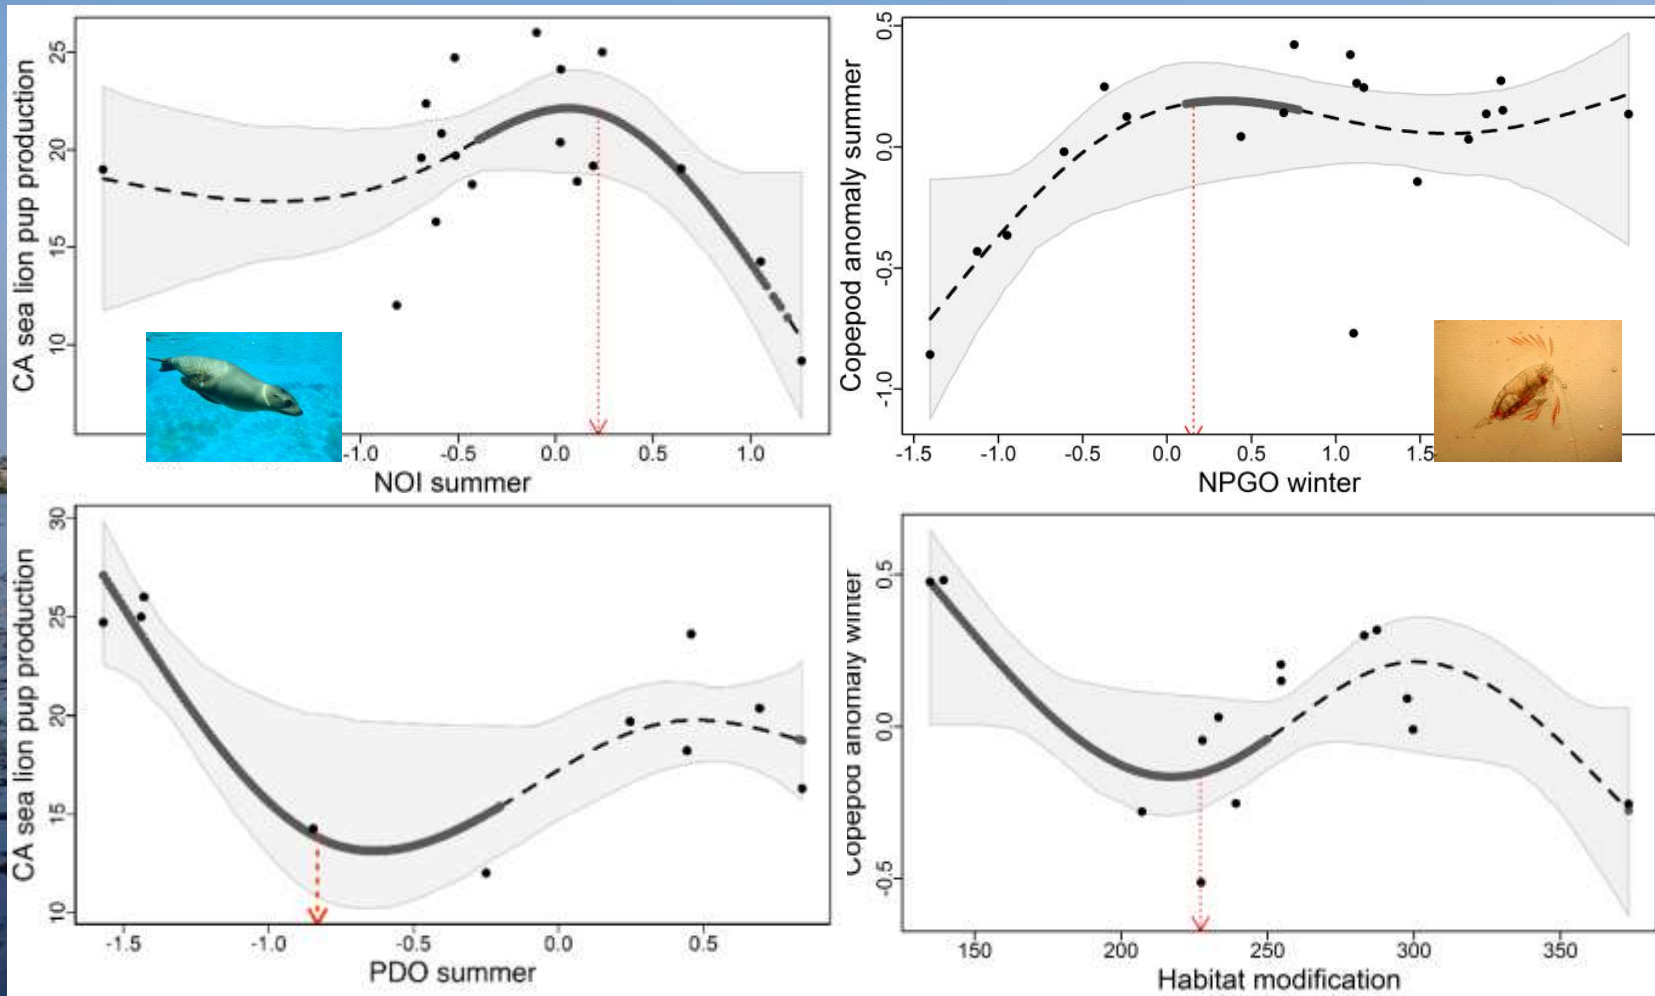 CA sea lion pup production
25
20
15
10
-1.0 -0.5 0.0 0.5 1.0
NOI summer
Copepod anomaly summer
0.5
0.0
-0.5
-1.0
-1.5 -1.0 -0.5 0.0 0.5 1.0 1.5
NPGO winter
CA sea lion pup production
30
25
20
15
10
-1.5 -1.0 -0.5 0.0 0.5
PDO summer
Copepod anomaly winter
0.5
0.0
-0.5
150 200 250 300 350
Habitat modification